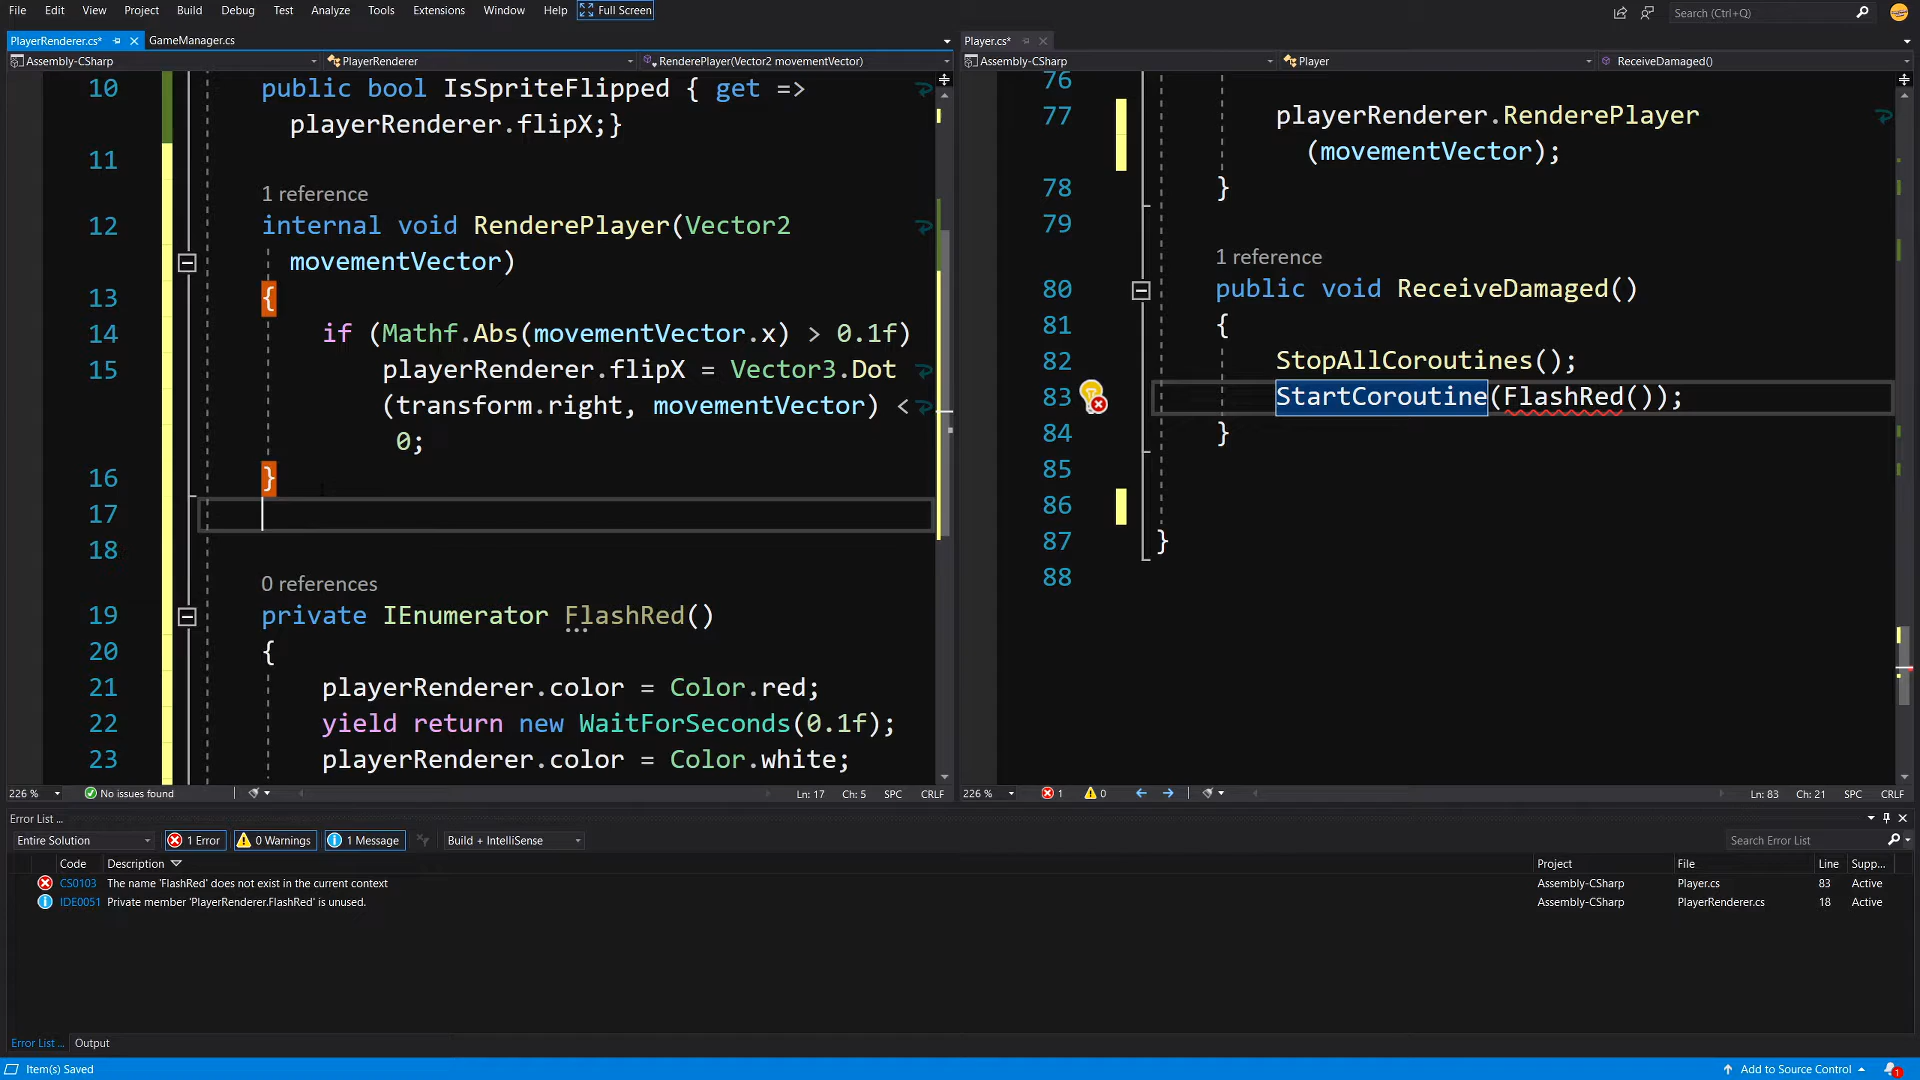 File Edit View Project Build Debug Test Analyze Tools Extensions Window Help Full Screen Search (Ctrl+Q)
PlayerRenderer.cs* GameManager.cs
Assembly-CSharp PlayerRenderer RenderePlayer(Vector2 movementVector)
10 public bool IsSpriteFlipped { get =>
playerRenderer.flipX;}
11
1 reference
12 internal void RenderePlayer(Vector2
movementVector)
13 {
14 if (Mathf.Abs(movementVector.x) > 0.1f)
15 playerRenderer.flipX = Vector3.Dot
(transform.right, movementVector) <
0;
16 }
17
18
0 references
19 private IEnumerator FlashRed()
20 {
21 playerRenderer.color = Color.red;
22 yield return new WaitForSeconds(0.1f);
23 playerRenderer.color = Color.white;
226 % No issues found Ln: 17 Ch: 5 SPC CRLF
Player.cs*
Assembly-CSharp Player ReceiveDamaged()
76
77 playerRenderer.RenderePlayer
(movementVector);
78 }
79
1 reference
80 public void ReceiveDamaged()
81 {
82 StopAllCoroutines();
83 StartCoroutine(FlashRed());
84 }
85
86
87 }
88
226 % 1 0 Ln: 83 Ch: 21 SPC CRLF
Error List ...
Entire Solution 1 Error 0 Warnings 1 Message Build + IntelliSense Search Error List
Code Description Project File Line Supp...
CS0103 The name 'FlashRed' does not exist in the current context Assembly-CSharp Player.cs 83 Active
IDE0051 Private member 'PlayerRenderer.FlashRed' is unused. Assembly-CSharp PlayerRenderer.cs 18 Active
Error List ... Output
Item(s) Saved Add to Source Control 1